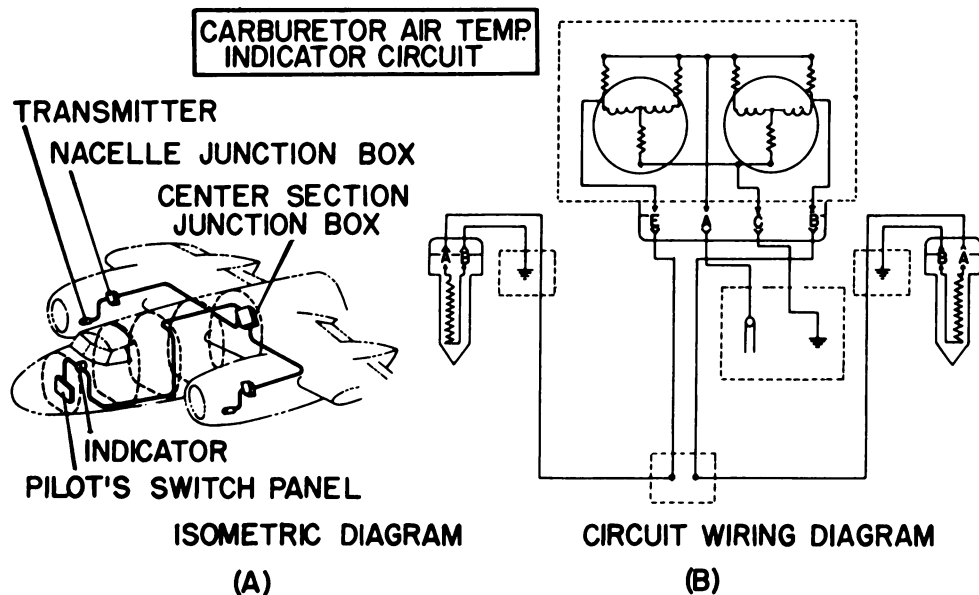 CARBURETOR AIR TEMP.
INDICATOR CIRCUIT
TRANSMITTER
NACELLE JUNCTION BOX
CENTER SECTION
JUNCTION BOX
INDICATOR
PILOT'S SWITCH PANEL
ISOMETRIC DIAGRAM
(A)
E A C B
A B
B A
CIRCUIT WIRING DIAGRAM
(B)